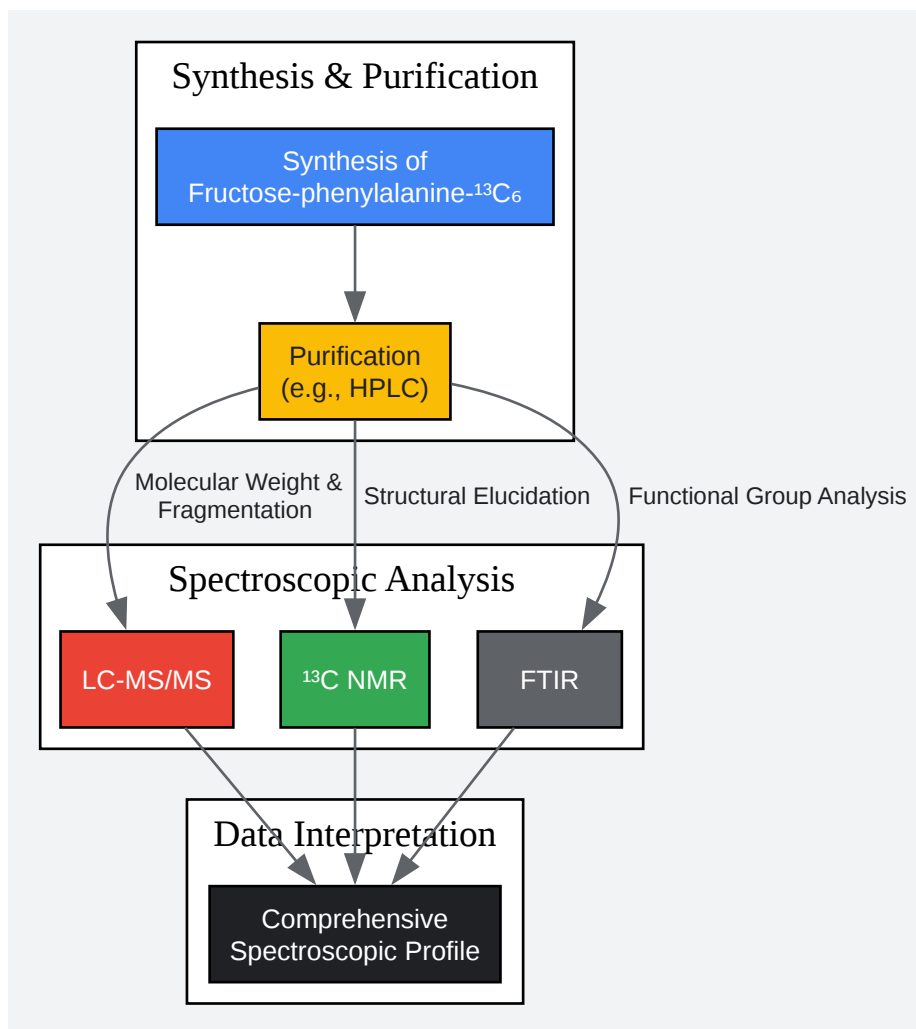 Synthesis & Purification
Synthesis of
Fructose-phenylalanine-¹³C₆
Purification
(e.g., HPLC)
Molecular Weight &
Fragmentation
Structural Elucidation
Functional Group Analysis
Spectroscopic Analysis
LC-MS/MS
¹³C NMR
FTIR
Data Interpretation
Comprehensive
Spectroscopic Profile